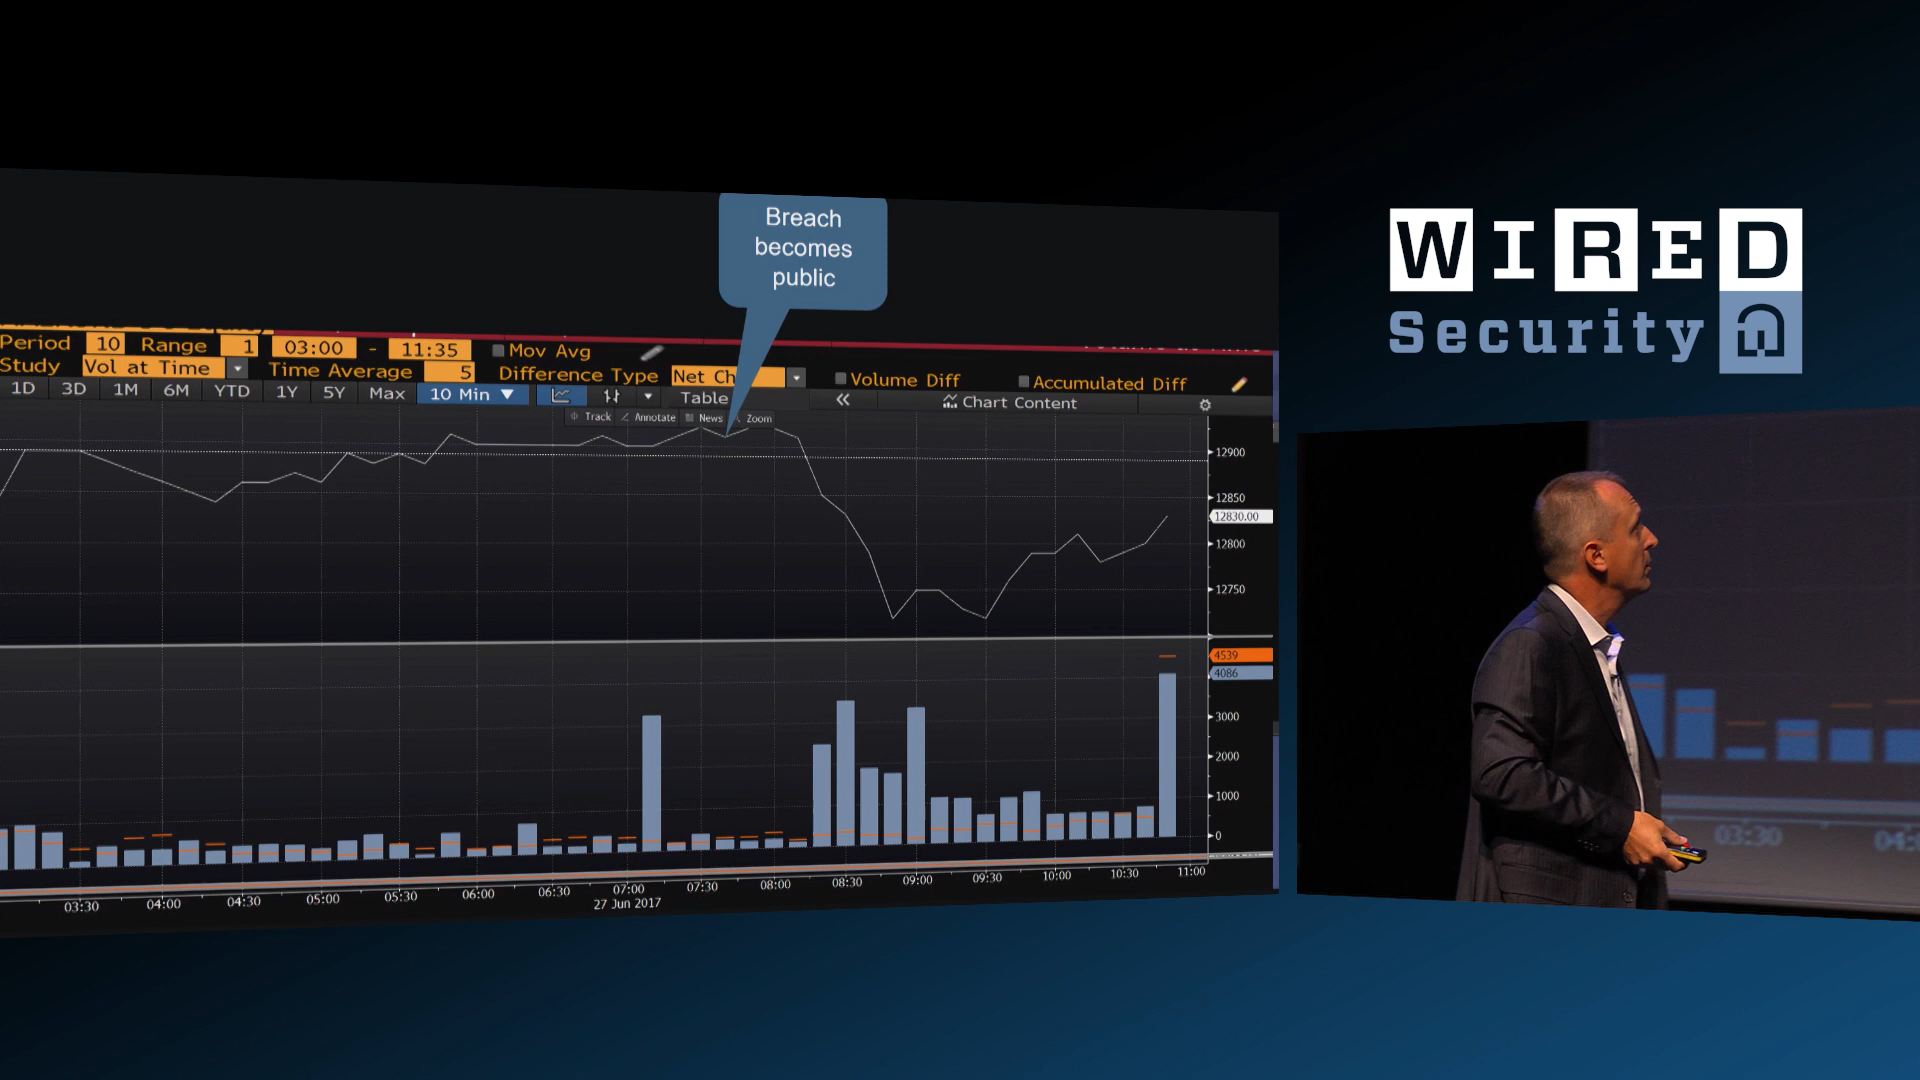 Breach
becomes
public
Period 10 Range 1 03:00 - 11:35 Mov Avg
Study Vol at Time Time Average 5 Difference Type Net Ch Volume Diff Accumulated Diff
1D 3D 1M 6M YTD 1Y 5Y Max 10 Min Table « Chart Content
Track Annotate News Zoom
12900
12850
12830.00
12800
12750
4539
4086
3000
2000
1000
0
03:30 04:00 04:30 05:00 05:30 06:00 06:30 07:00 07:30 08:00 08:30 09:00 09:30 10:00 10:30 11:00
27 Jun 2017
WIRED
Security
03:30